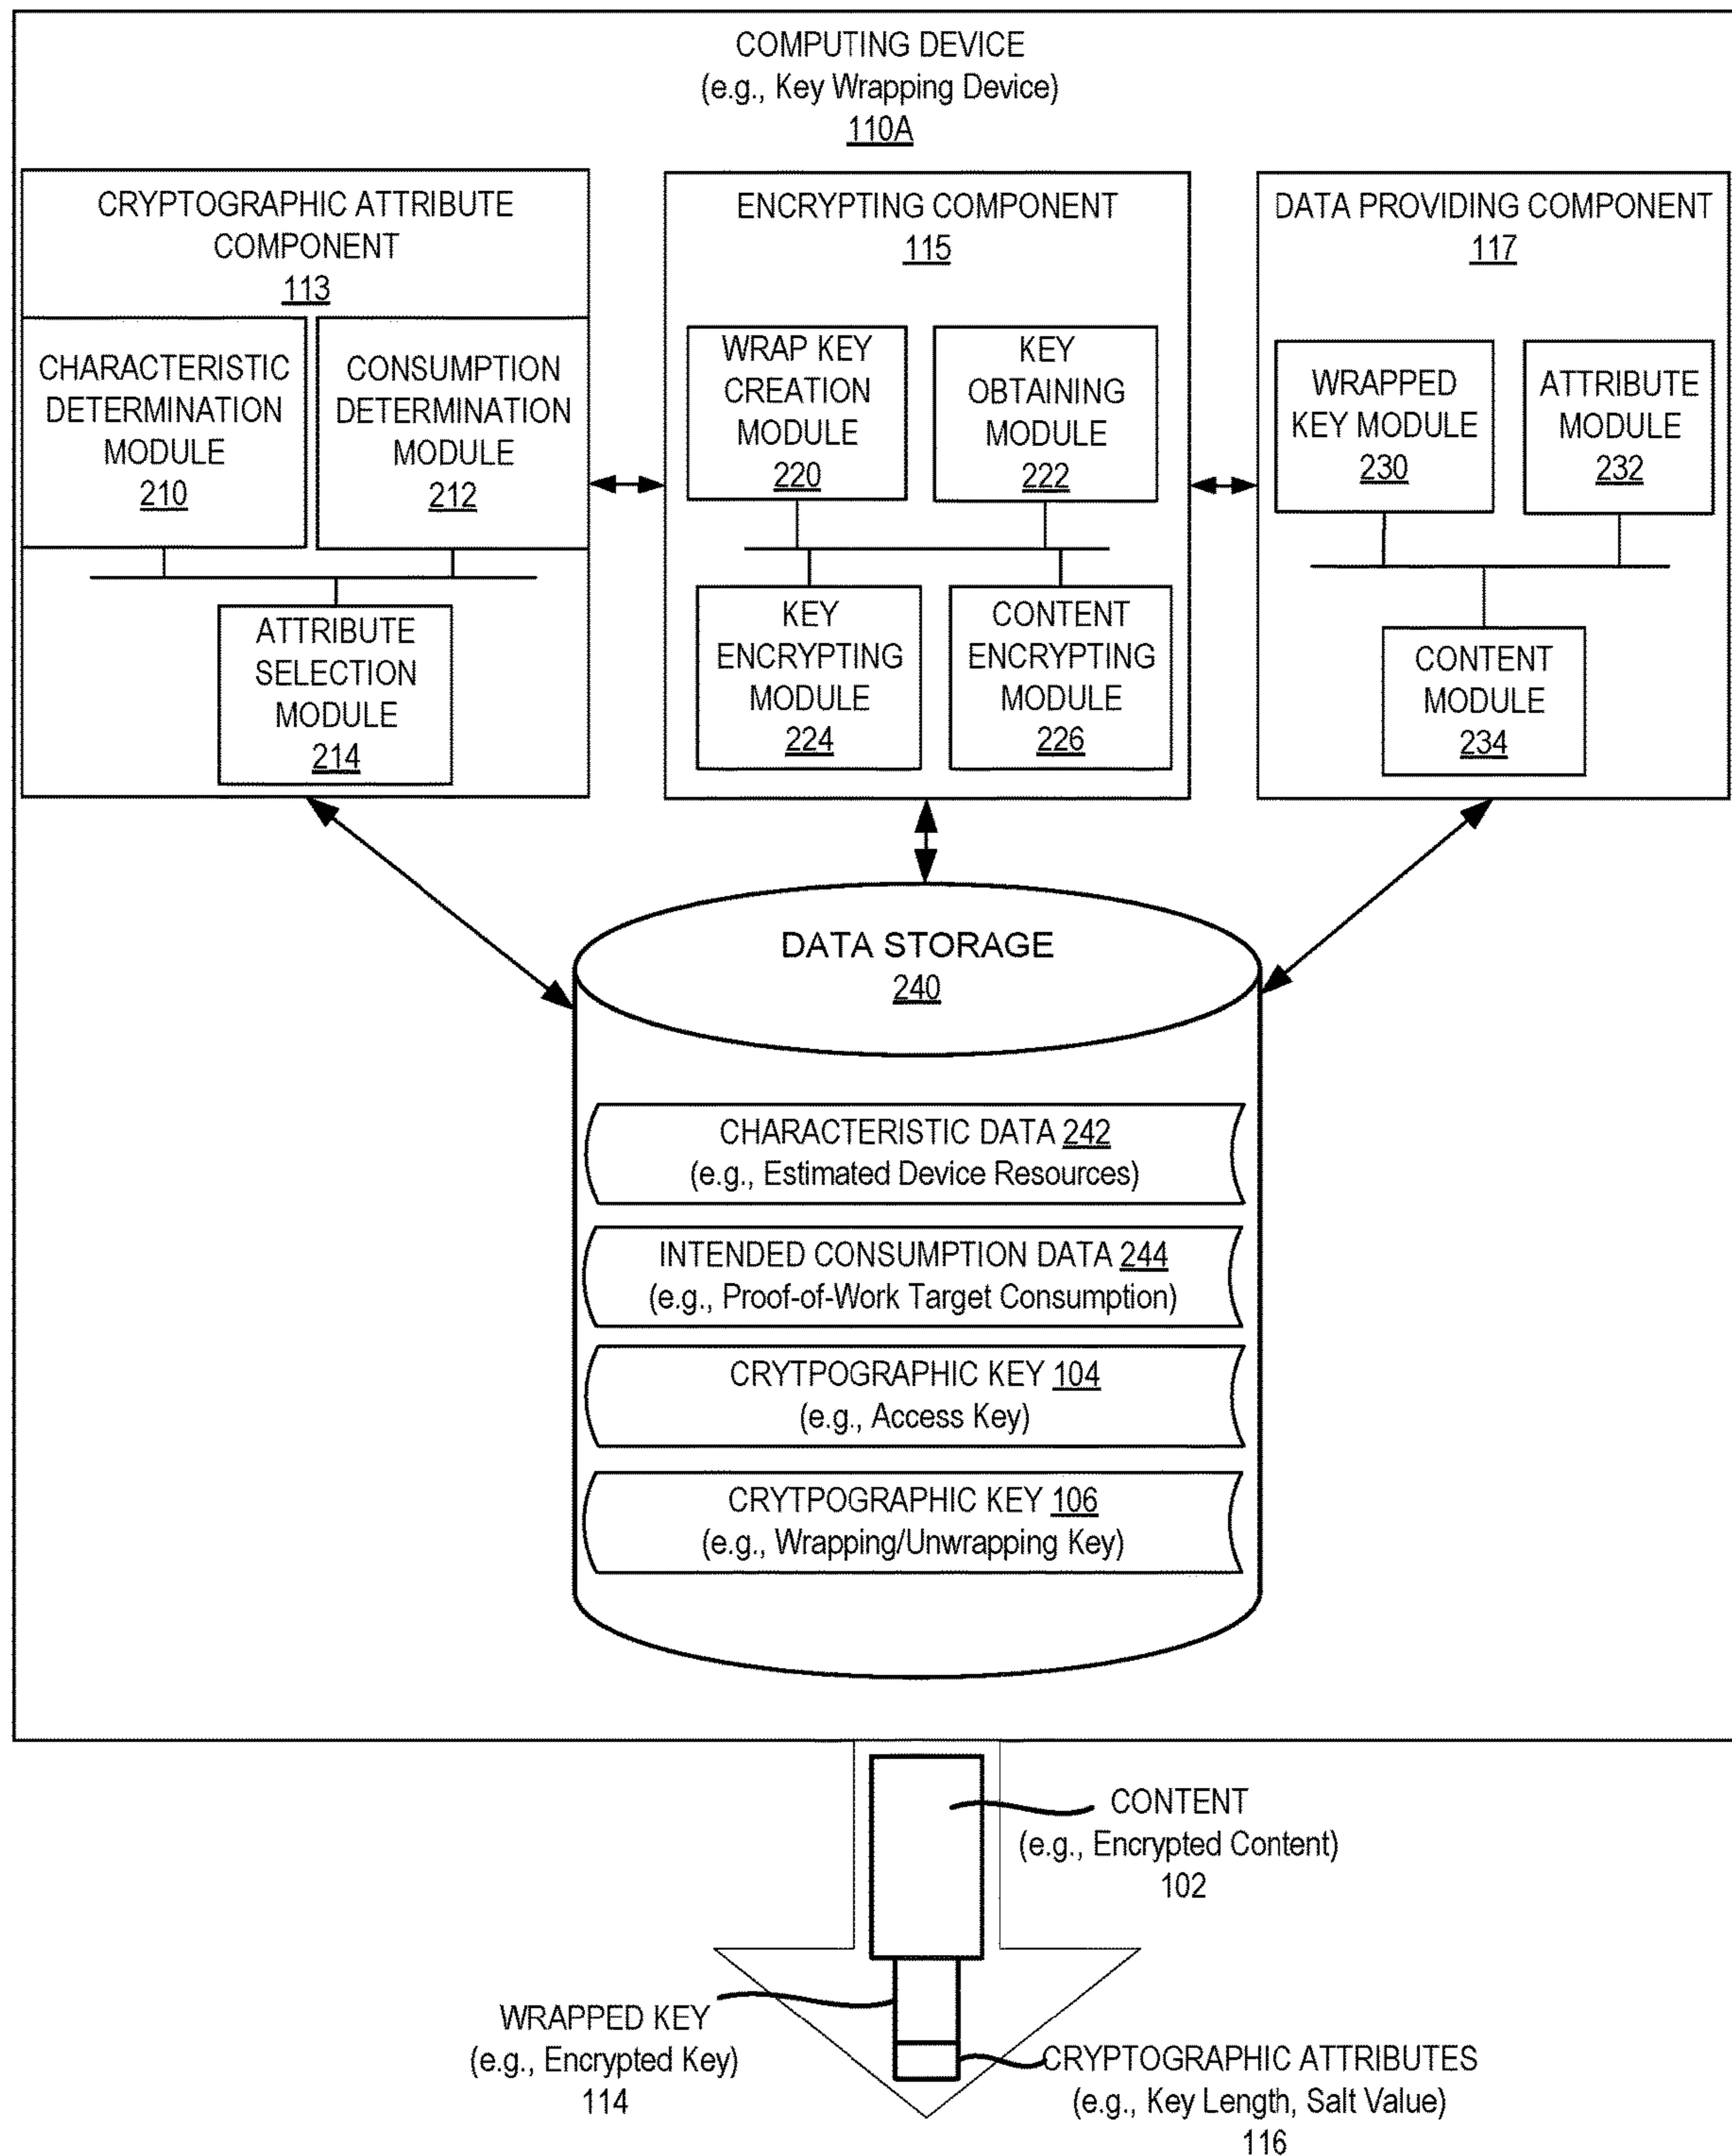 COMPUTING DEVICE
(e.g., Key Wrapping Device)
110A
CRYPTOGRAPHIC ATTRIBUTE
COMPONENT
113
CHARACTERISTIC
DETERMINATION
MODULE
210
CONSUMPTION
DETERMINATION
MODULE
212
ATTRIBUTE
SELECTION
MODULE
214
ENCRYPTING COMPONENT
115
WRAP KEY
CREATION
MODULE
220
KEY
OBTAINING
MODULE
222
KEY
ENCRYPTING
MODULE
224
CONTENT
ENCRYPTING
MODULE
226
DATA PROVIDING COMPONENT
117
WRAPPED
KEY MODULE
230
ATTRIBUTE
MODULE
232
CONTENT
MODULE
234
DATA STORAGE
240
CHARACTERISTIC DATA 242
(e.g., Estimated Device Resources)
INTENDED CONSUMPTION DATA 244
(e.g., Proof-of-Work Target Consumption)
CRYTPOGRAPHIC KEY 104
(e.g., Access Key)
CRYTPOGRAPHIC KEY 106
(e.g., Wrapping/Unwrapping Key)
CONTENT
(e.g., Encrypted Content)
102
WRAPPED KEY
(e.g., Encrypted Key)
114
CRYPTOGRAPHIC ATTRIBUTES
(e.g., Key Length, Salt Value)
116